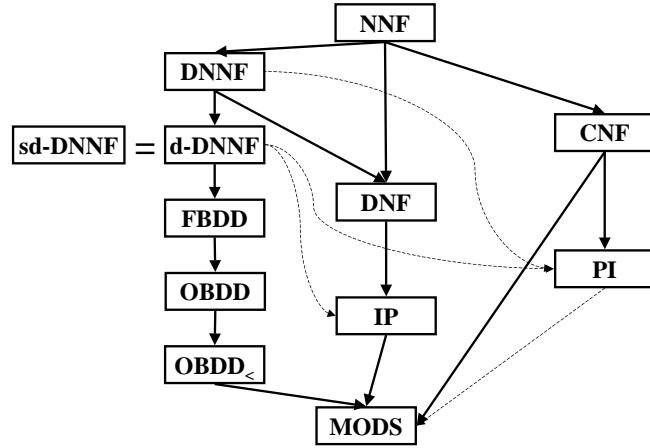 NNF
DNNF
CNF
sd-DNNF = d-DNNF
DNF
FBDD
PI
OBDD
IP
OBDD<
MODS